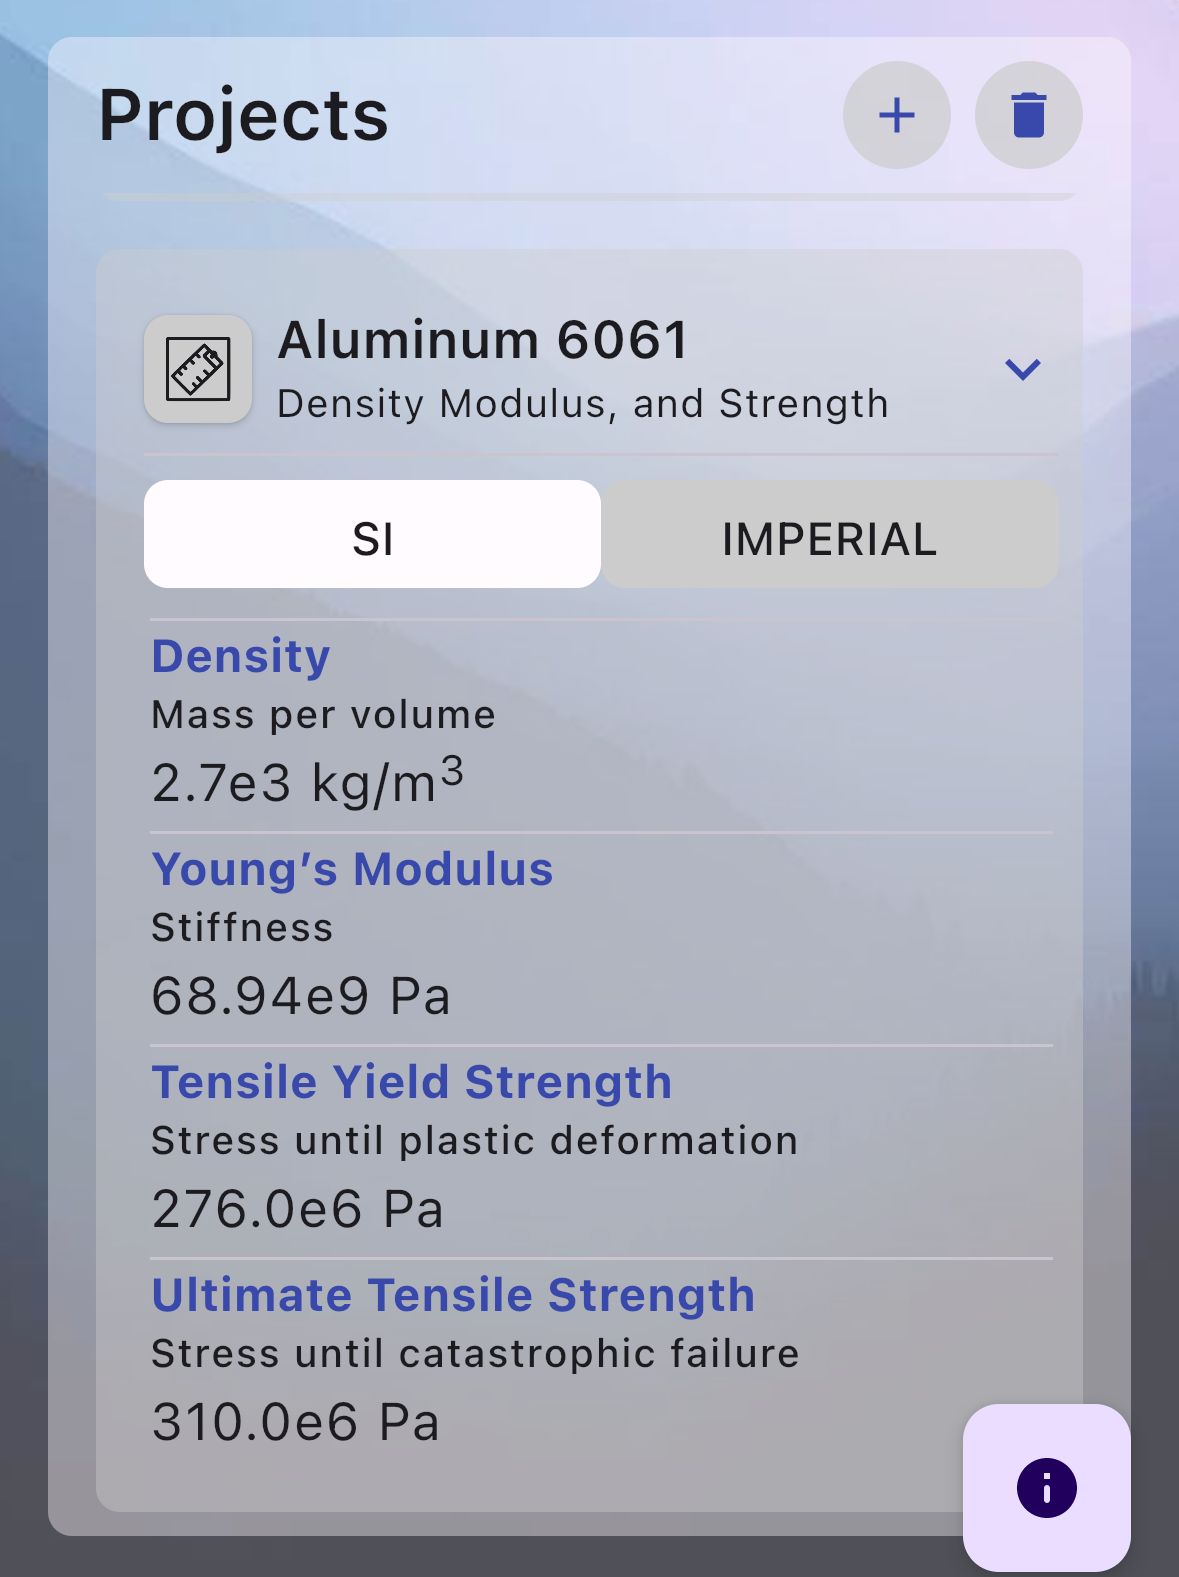 Projects
Aluminum 6061
Density Modulus, and Strength
SI
IMPERIAL
Density
Mass per volume
2.7e3 kg/m³
Young’s Modulus
Stiffness
68.94e9 Pa
Tensile Yield Strength
Stress until plastic deformation
276.0e6 Pa
Ultimate Tensile Strength
Stress until catastrophic failure
310.0e6 Pa